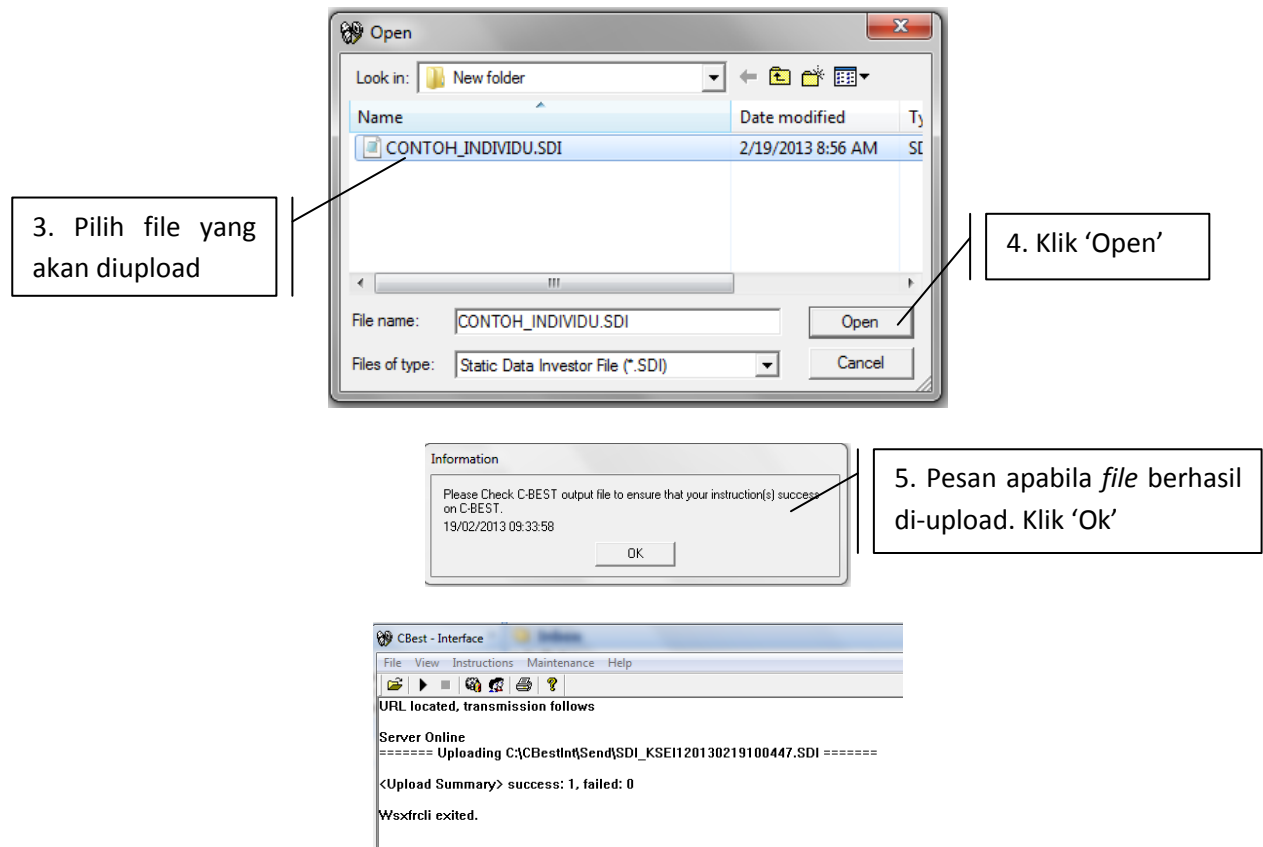 Open
Look in: New folder
Name Date modified Ty
CONTOH_INDIVIDU.SDI 2/19/2013 8:56 AM SD
3. Pilih file yang
akan diupload
4. Klik ‘Open’
File name: CONTOH_INDIVIDU.SDI Open
Files of type: Static Data Investor File (*.SDI) Cancel
Information
Please Check C-BEST output file to ensure that your instruction(s) success
on C-BEST.
19/02/2013 09:33:58
OK
5. Pesan apabila file berhasil
di-upload. Klik ‘Ok’
CBest - Interface
File View Instructions Maintenance Help
URL located, transmission follows
Server Online
======= Uploading C:\CBestInt\Send\SDI_KSEI120130219100447.SDI =======
<Upload Summary> success: 1, failed: 0
Wsxfrcli exited.